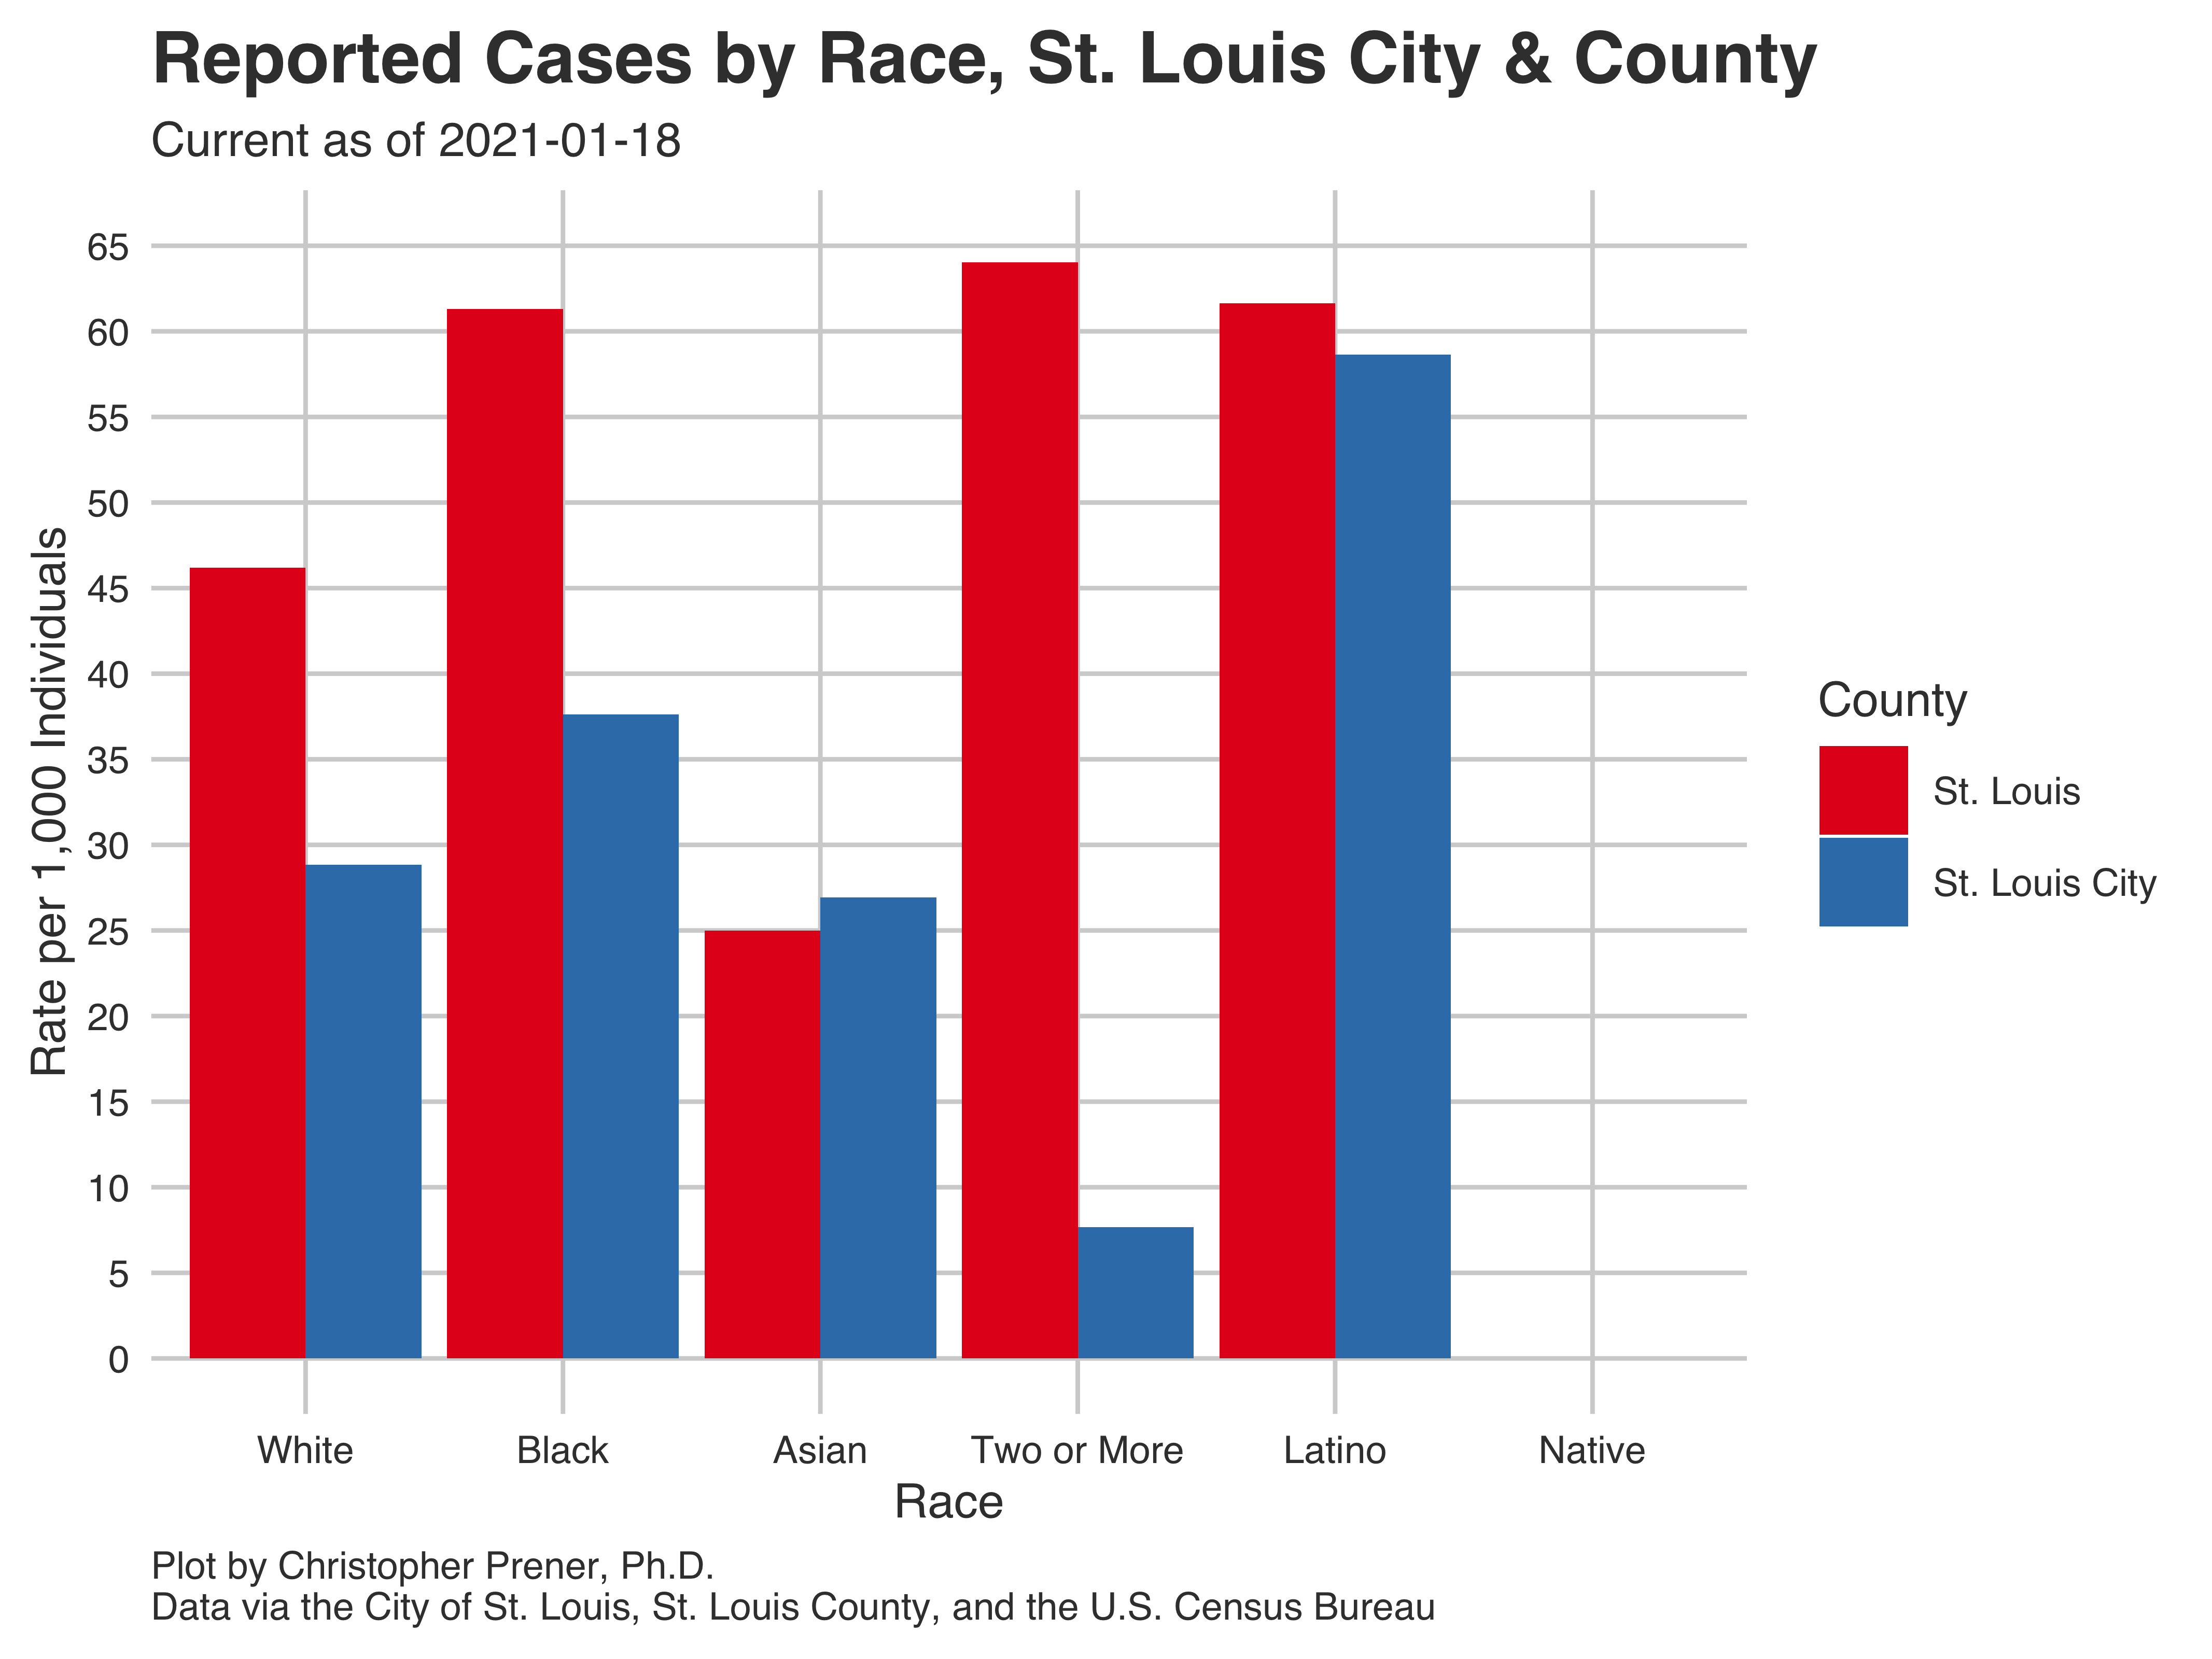 Reported Cases by Race, St. Louis City & County
Current as of 2021-01-18
65
60
55
50
45
40
35
30
25
20
15
10
5
0
Rate per 1,000 Individuals
White
Black
Asian
Two or More
Latino
Native
Race
County
St. Louis
St. Louis City
Plot by Christopher Prener, Ph.D.
Data via the City of St. Louis, St. Louis County, and the U.S. Census Bureau